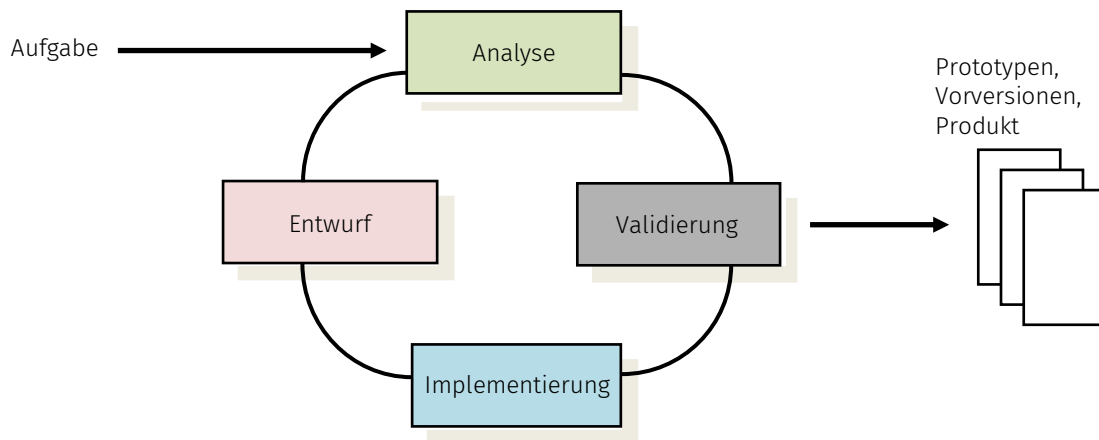 Aufgabe
Analyse
Prototypen,
Vorversionen,
Produkt
Entwurf
Validierung
Implementierung